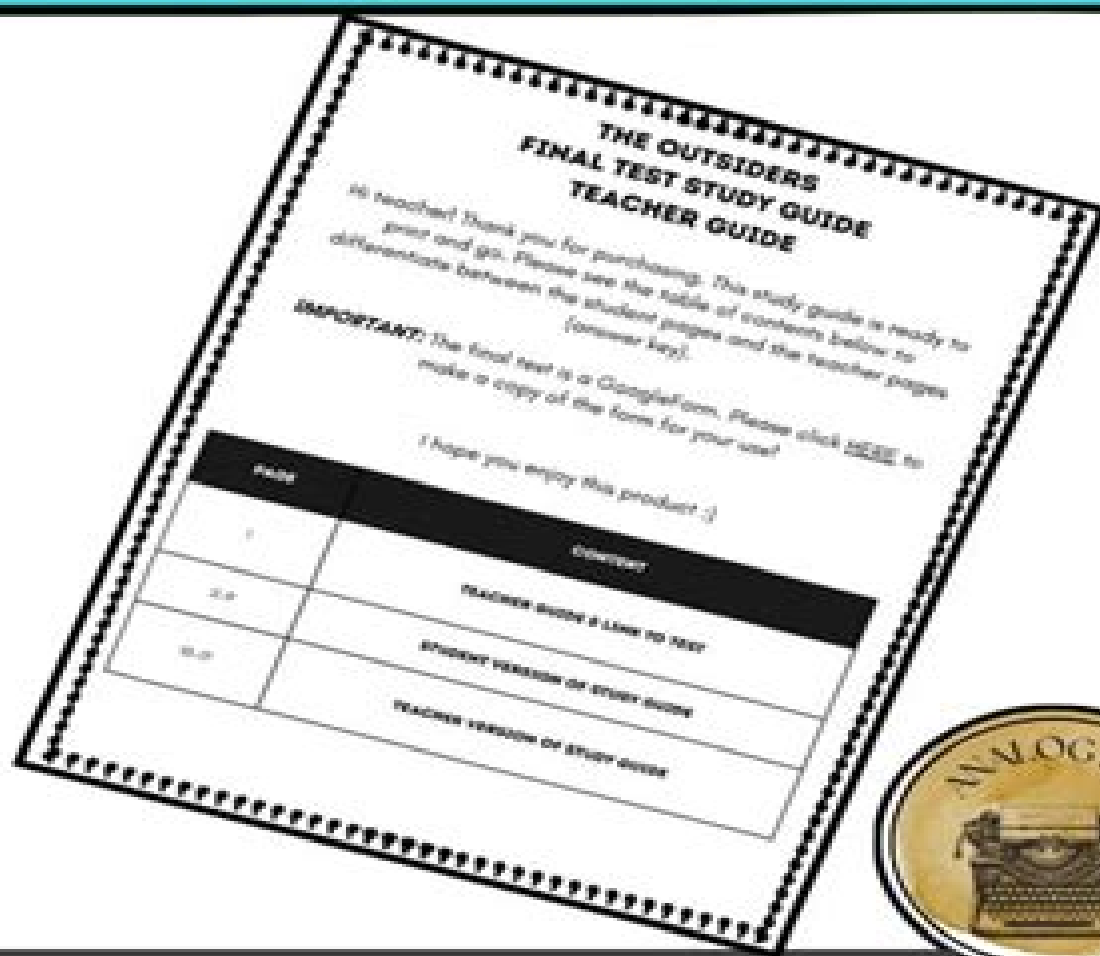 THE OUTSIDERS
FINAL TEST STUDY GUIDE
TEACHER GUIDE
Hi teacher! Thank you for purchasing. This study guide is ready to
print and go. Please see the table of contents below to
differentiate between the student pages and the teacher pages
(answer key).
IMPORTANT: The final test is a GoogleForm. Please click HERE to
make a copy of the form for your use!
I hope you enjoy this product :)
PAGE CONTENT
1 TEACHER GUIDE & LINK TO TEST
STUDENT VERSION OF STUDY GUIDE
TEACHER VERSION OF STUDY GUIDE
ANALOG